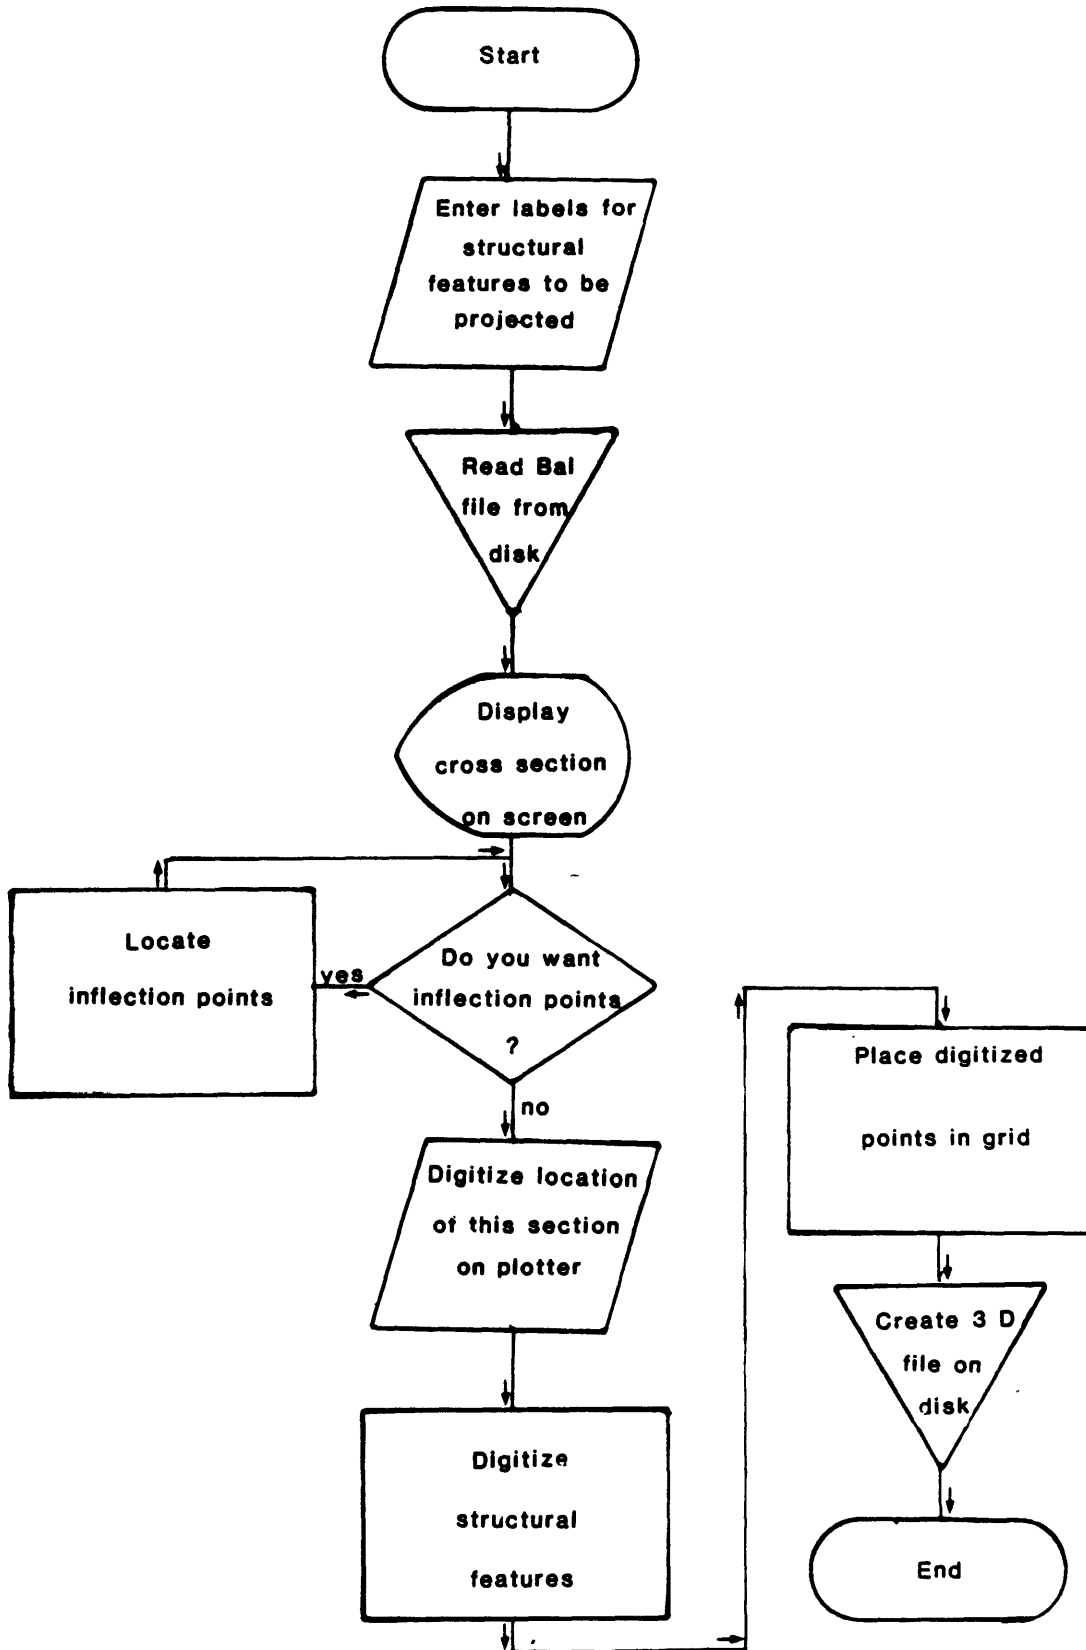 Start
Enter labels for
structural
features to be
projected
Read Bal
file from
disk
Display
cross section
on screen
Locate
inflection points
yes
Do you want
inflection points
?
no
Digitize location
of this section
on plotter
Digitize
structural
features
Place digitized
points in grid
Create 3 D
file on
disk
End